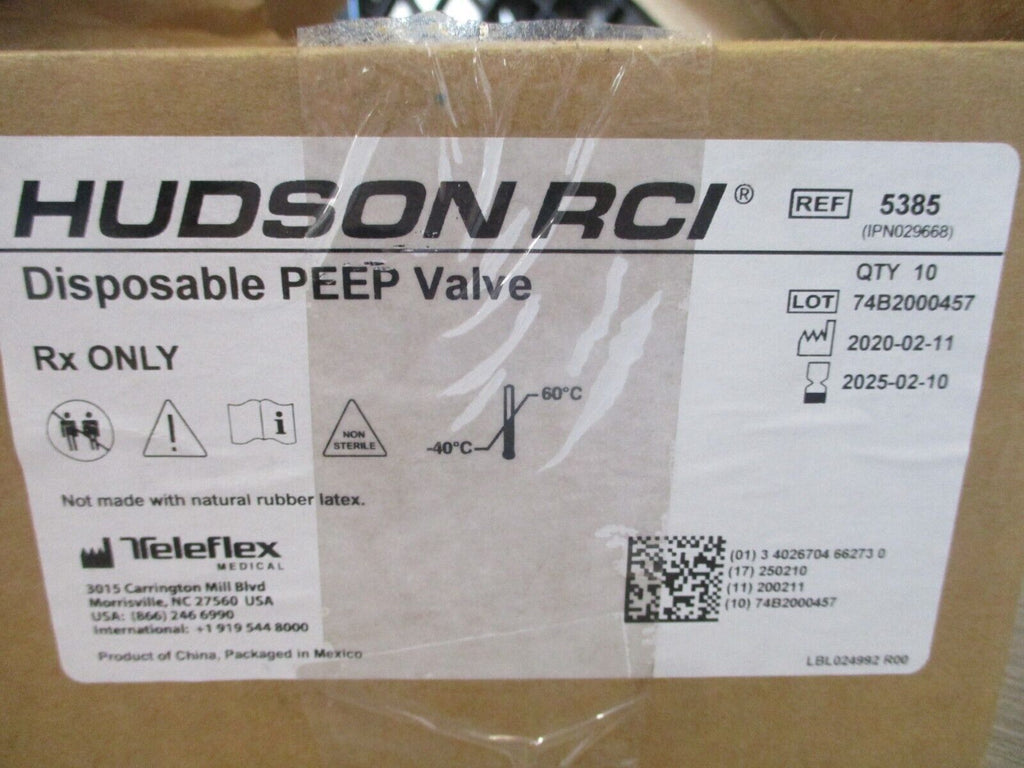 HUDSON RCI®
REF 5385
(IPN029668)
Disposable PEEP Valve
QTY 10
LOT 74B2000457
Rx ONLY
2020-02-11
2025-02-10
i
NON
STERILE
-40°C
60°C
Not made with natural rubber latex.
Teleflex
MEDICAL
3015 Carrington Mill Blvd
Morrisville, NC 27560 USA
USA: (866) 246 6990
International: +1 919 544 8000
Product of China, Packaged in Mexico
(01) 3 4026704 66273 0
(17) 250210
(11) 200211
(10) 74B2000457
LBL024992 R00